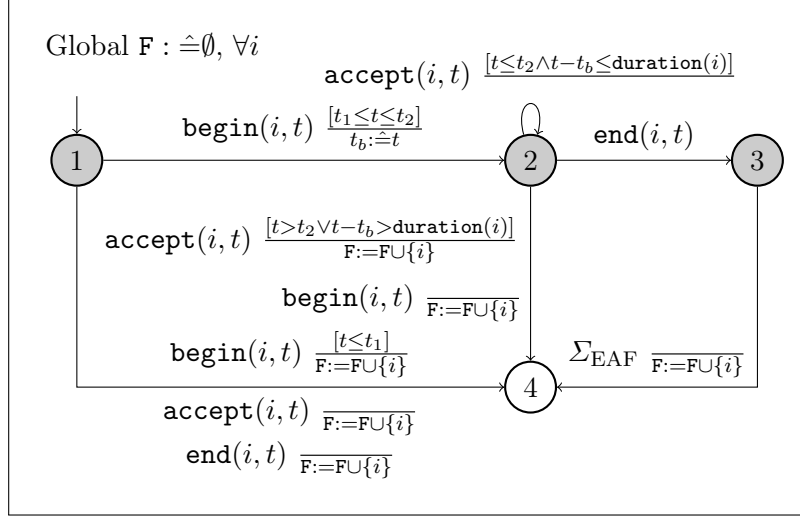 Global F : ≙∅, ∀i
accept(i, t) [t≤t₂∧t−t_b≤duration(i)]
begin(i, t) [t₁≤t≤t₂]
t_b:≙t
end(i, t)
1
2
3
accept(i, t) [t>t₂∨t−t_b>duration(i)]
F:=F∪{i}
begin(i, t)
F:=F∪{i}
begin(i, t) [t≤t₁]
F:=F∪{i}
Σ_EAF
F:=F∪{i}
4
accept(i, t)
F:=F∪{i}
end(i, t)
F:=F∪{i}